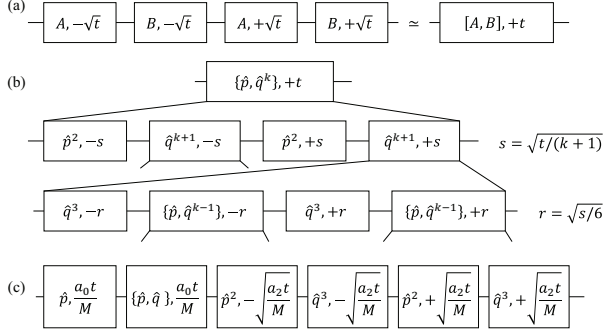 (a) A, −√t B, −√t A, +√t B, +√t ≃ [A, B], +t
(b) {p̂, q̂ᵏ}, +t
p̂², −s q̂ᵏ⁺¹, −s p̂², +s q̂ᵏ⁺¹, +s s = √(t/(k + 1))
q̂³, −r {p̂, q̂ᵏ⁻¹}, −r q̂³, +r {p̂, q̂ᵏ⁻¹}, +r r = √(s/6)
(c) p̂, a₀t/M {p̂, q̂ }, a₀t/M p̂², −√(a₂t/M) q̂³, −√(a₂t/M) p̂², +√(a₂t/M) q̂³, +√(a₂t/M)